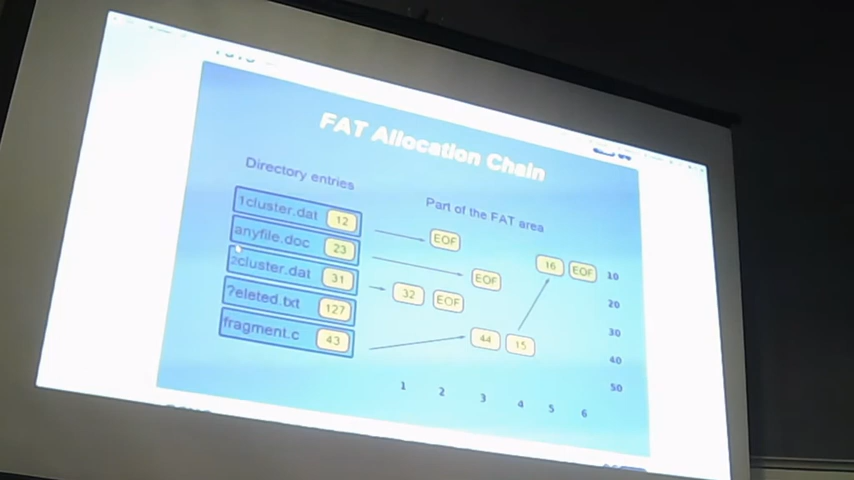 FAT Allocation Chain
Directory entries
Part of the FAT area
1cluster.dat 12
anyfile.doc 23
2cluster.dat 31
?eleted.txt 127
fragment.c 43
EOF
EOF
32 EOF
44 15
16 EOF
10
20
30
40
50
1 2 3 4 5 6